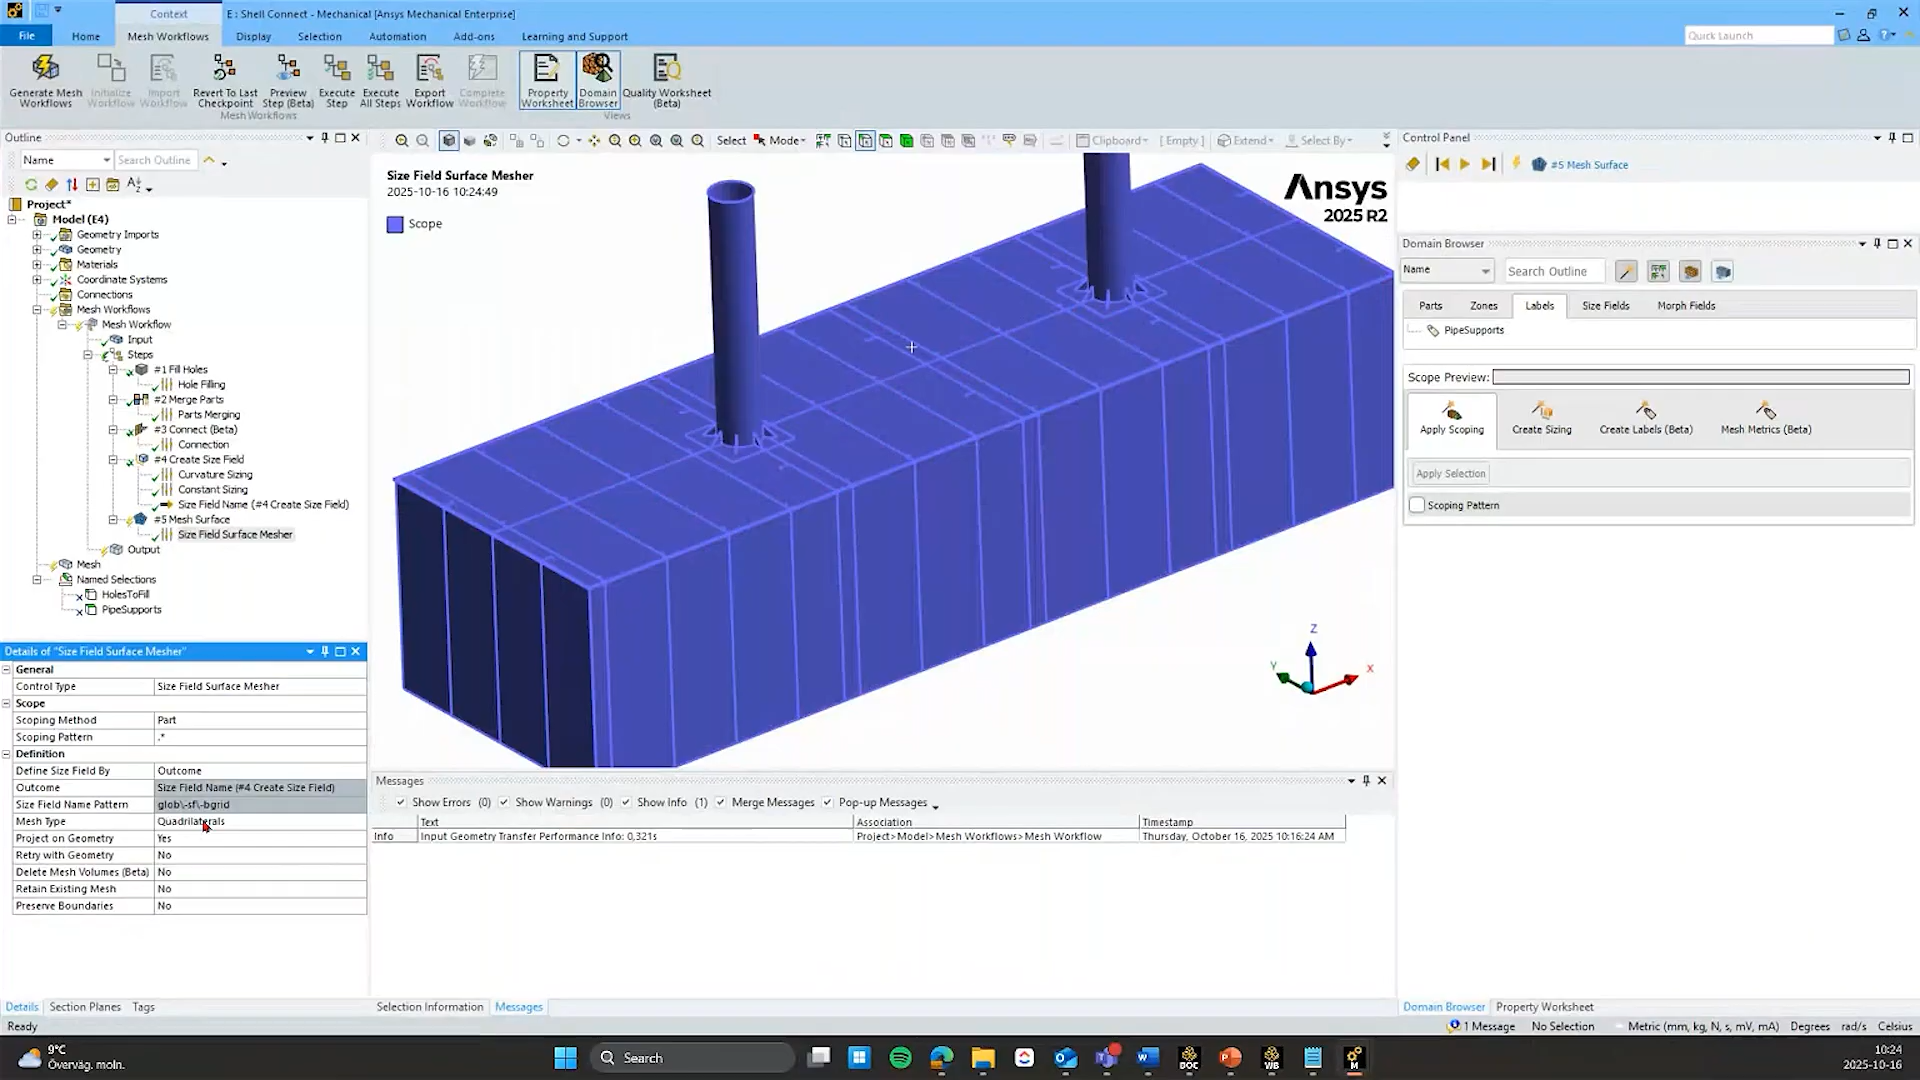 Context
E : Shell Connect - Mechanical [Ansys Mechanical Enterprise]
File
Home
Mesh Workflows
Display
Selection
Automation
Add-ons
Learning and Support
Quick Launch
Generate Mesh Workflows
Initialize Workflow
Import Workflow
Revert To Last Checkpoint
Preview Step (Beta)
Execute Step
Execute All Steps
Export Workflow
Complete Workflow
Property Worksheet
Domain Browser
Quality Worksheet (Beta)
Mesh Workflows
Views
Outline
Name
Search Outline
Project*
Model (E4)
Geometry Imports
Geometry
Materials
Coordinate Systems
Connections
Mesh Workflows
Mesh Workflow
Input
Steps
#1 Fill Holes
Hole Filling
#2 Merge Parts
Parts Merging
#3 Connect (Beta)
Connection
#4 Create Size Field
Curvature Sizing
Constant Sizing
Size Field Name (#4 Create Size Field)
#5 Mesh Surface
Size Field Surface Mesher
Output
Mesh
Named Selections
HolesToFill
PipeSupports
Details of "Size Field Surface Mesher"
General
Control Type Size Field Surface Mesher
Scope
Scoping Method Part
Scoping Pattern .*
Definition
Define Size Field By Outcome
Outcome Size Field Name (#4 Create Size Field)
Size Field Name Pattern glob\-sf\-bgrid
Mesh Type Quadrilaterals
Project on Geometry Yes
Retry with Geometry No
Delete Mesh Volumes (Beta) No
Retain Existing Mesh No
Preserve Boundaries No
Details
Section Planes
Tags
Ready
Select
Mode
Clipboard
[ Empty ]
Extend
Select By
Size Field Surface Mesher
2025-10-16 10:24:49
Scope
Ansys
2025 R2
Z
Y
X
Messages
Show Errors (0)
Show Warnings (0)
Show Info (1)
Merge Messages
Pop-up Messages
Text Association Timestamp
Info Input Geometry Transfer Performance Info: 0,321s Project>Model>Mesh Workflows>Mesh Workflow Thursday, October 16, 2025 10:16:24 AM
Selection Information
Messages
Control Panel
#5 Mesh Surface
Domain Browser
Name
Search Outline
Parts
Zones
Labels
Size Fields
Morph Fields
PipeSupports
Scope Preview:
Apply Scoping
Create Sizing
Create Labels (Beta)
Mesh Metrics (Beta)
Apply Selection
Scoping Pattern
Domain Browser
Property Worksheet
1 Message
No Selection
Metric (mm, kg, N, s, mV, mA)
Degrees
rad/s
Celsius
9°C
Överväg. moln.
Search
DOC
WB
M
10:24
2025-10-16